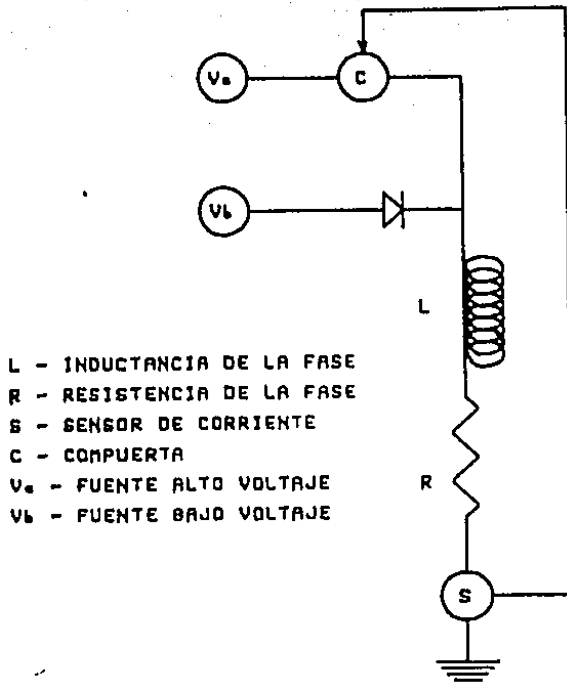 Va
C
Vb
L
L - INDUCTANCIA DE LA FASE
R - RESISTENCIA DE LA FASE
S - SENSOR DE CORRIENTE
C - COMPUERTA
Va - FUENTE ALTO VOLTAJE
Vb - FUENTE BAJO VOLTAJE
R
S